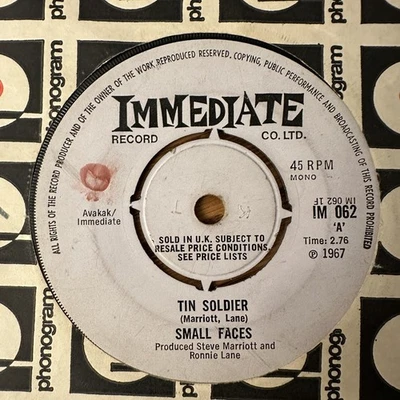 ALL RIGHTS OF THE RECORD PRODUCER AND OF THE OWNER OF THE WORK REPRODUCED RESERVED. COPYING, PUBLIC PERFORMANCE AND BROADCASTING OF THIS RECORD PROHIBITED
IMMEDIATE
RECORD CO. LTD.
45 RPM
MONO
IM 062 1F
IM 062
'A'
Time: 2.76
℗ 1967
Avakak/
Immediate
SOLD IN U.K. SUBJECT TO
RESALE PRICE CONDITIONS,
SEE PRICE LISTS
TIN SOLDIER
(Marriott, Lane)
SMALL FACES
Produced Steve Marriott and
Ronnie Lane
phonogram
phonogram
phonogram
phonogram